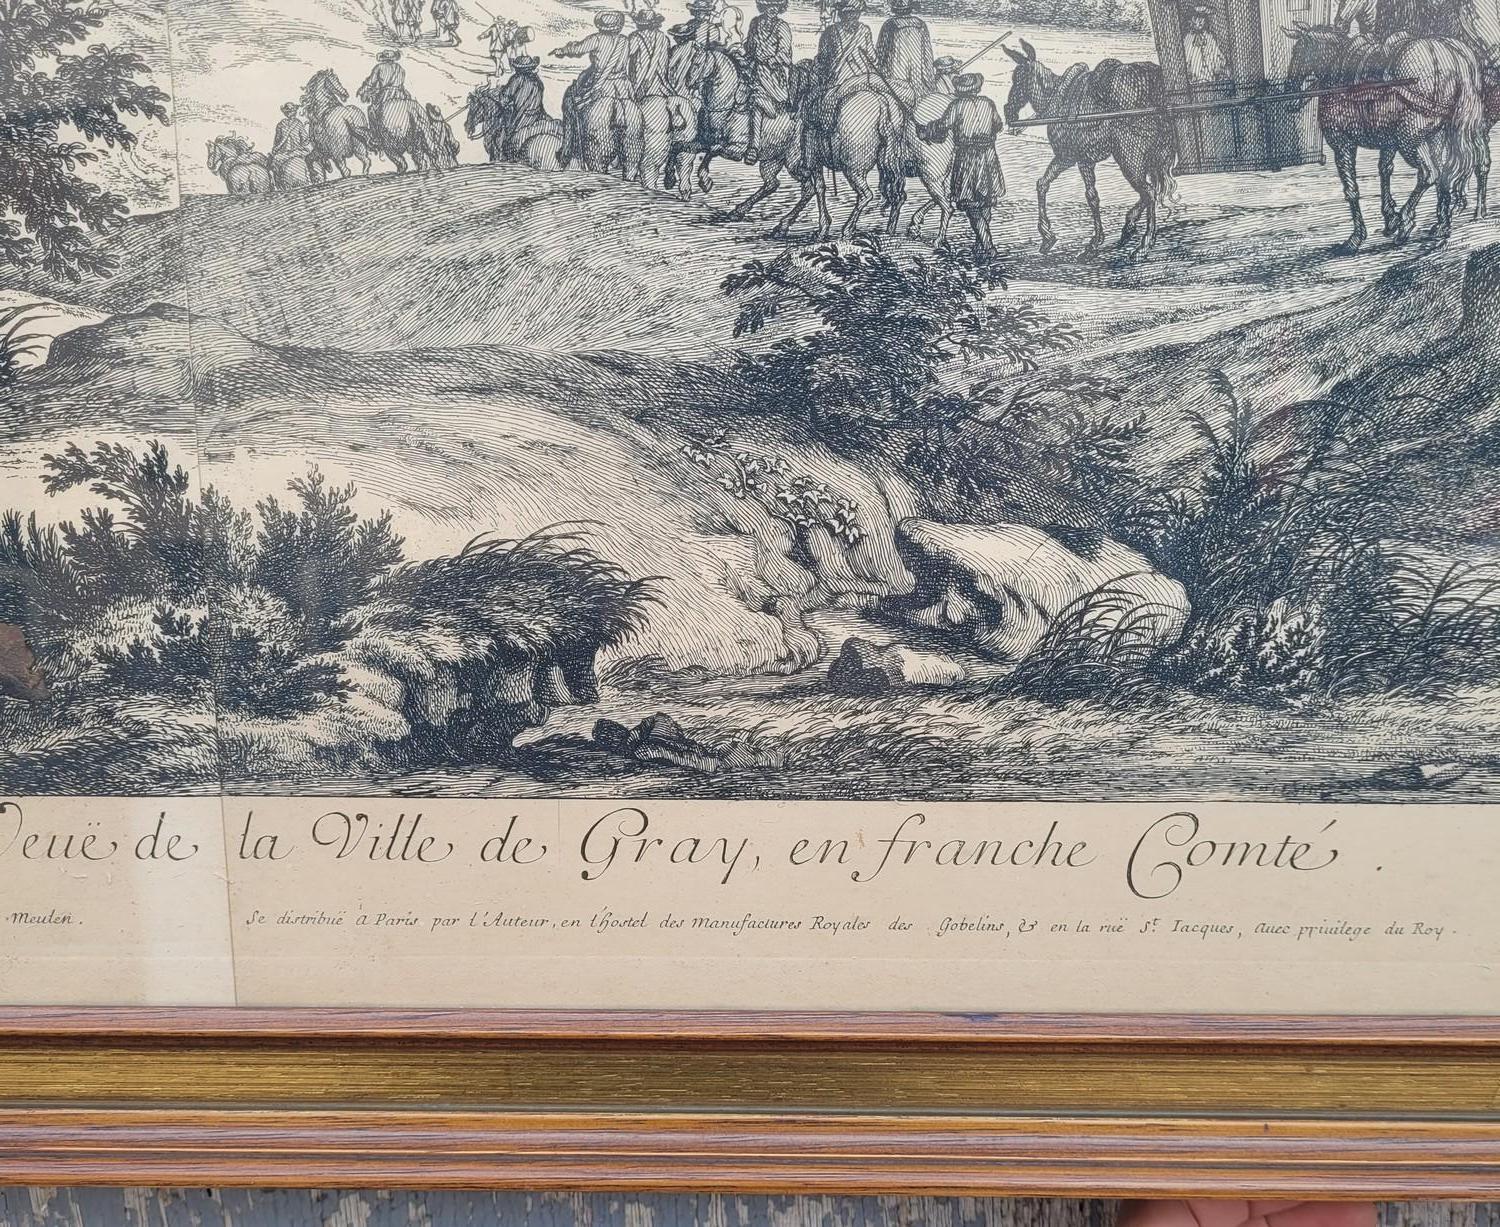 Veuë de la Ville de Gray, en franche Comté.
Meulen. Se distribuë a Paris par l'Auteur, en l'hostel des Manufactures Royales des Gobelins, & en la ruë St. Iacques, Auec priuilege du Roy.